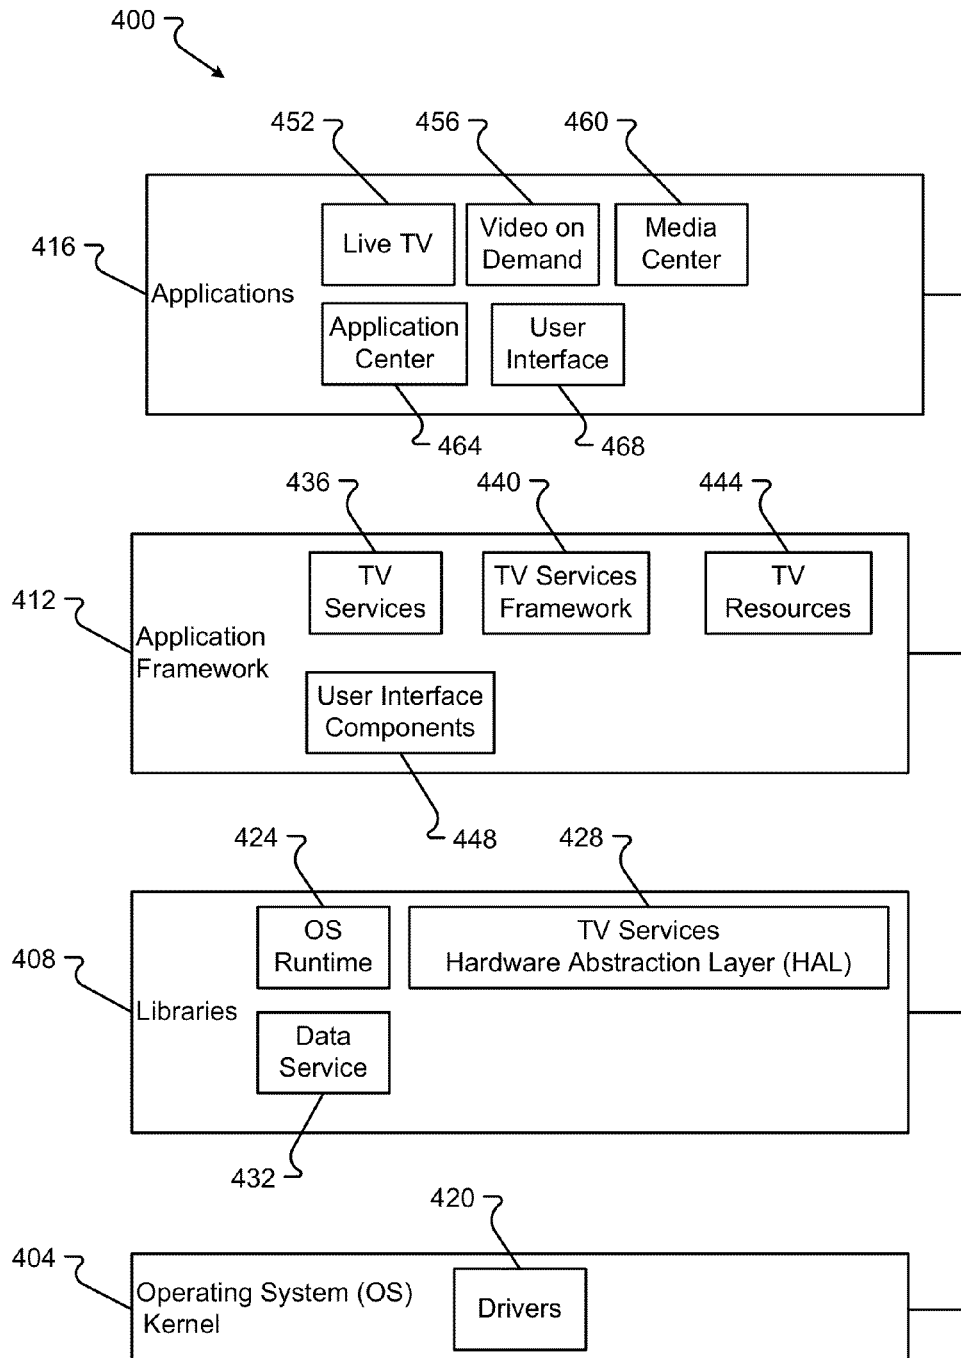 400
452
456
460
416
Applications
Live TV
Video on
Demand
Media
Center
Application
Center
User
Interface
464
468
436
440
444
412
Application
Framework
TV
Services
TV Services
Framework
TV
Resources
User Interface
Components
448
424
428
408
Libraries
OS
Runtime
TV Services
Hardware Abstraction Layer (HAL)
Data
Service
432
420
404
Operating System (OS)
Kernel
Drivers